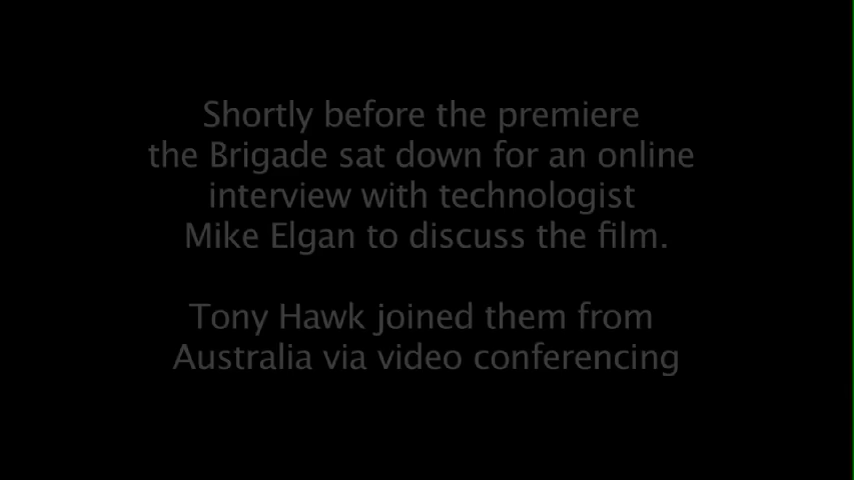 Shortly before the premiere
the Brigade sat down for an online
interview with technologist
Mike Elgan to discuss the film.
Tony Hawk joined them from
Australia via video conferencing